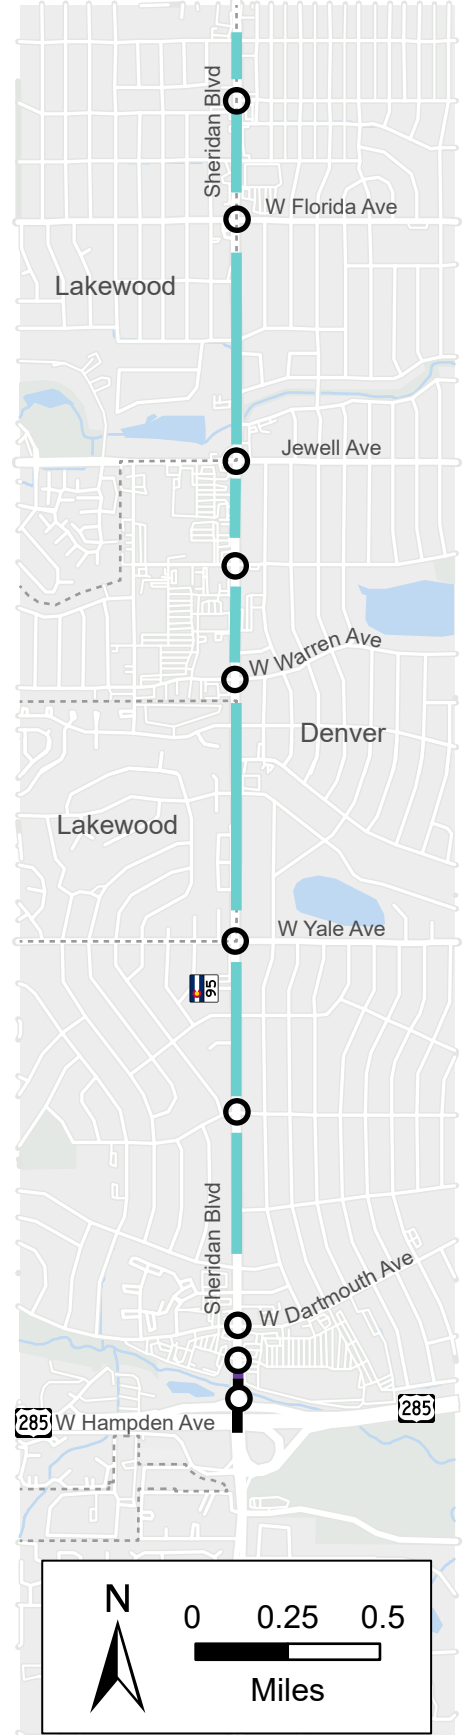 Sheridan Blvd
W Florida Ave
Lakewood
Jewell Ave
W Warren Ave
Denver
Lakewood
W Yale Ave
95
Sheridan Blvd
W Dartmouth Ave
285
W Hampden Ave
285
N
0 0.25 0.5
Miles